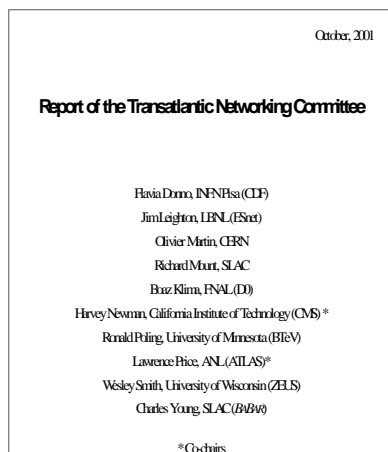 October, 2001
Report of the Transatlantic Networking Committee
Flavia Donno, INFN Pisa (CDF)
Jim Leighton, LBNL (ESnet)
Olivier Martin, CERN
Richard Mount, SLAC
Boaz Klima, FNAL (D0)
Harvey Newman, California Institute of Technology (CMS) *
Ronald Poling, University of Minnesota (BTeV)
Lawrence Price, ANL (ATLAS)*
Wesley Smith, University of Wisconsin (ZEUS)
Charles Young, SLAC (BABAR)
* Co-chairs